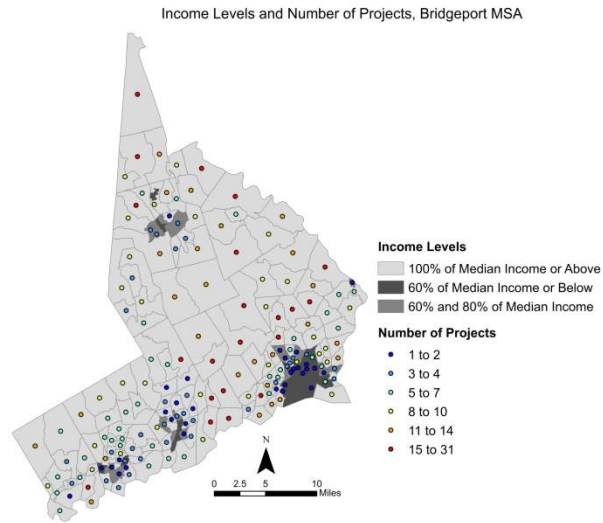 Income Levels and Number of Projects, Bridgeport MSA
Income Levels
100% of Median Income or Above
60% of Median Income or Below
60% and 80% of Median Income
Number of Projects
1 to 2
3 to 4
5 to 7
8 to 10
11 to 14
15 to 31
N
0 2.5 5 10
Miles